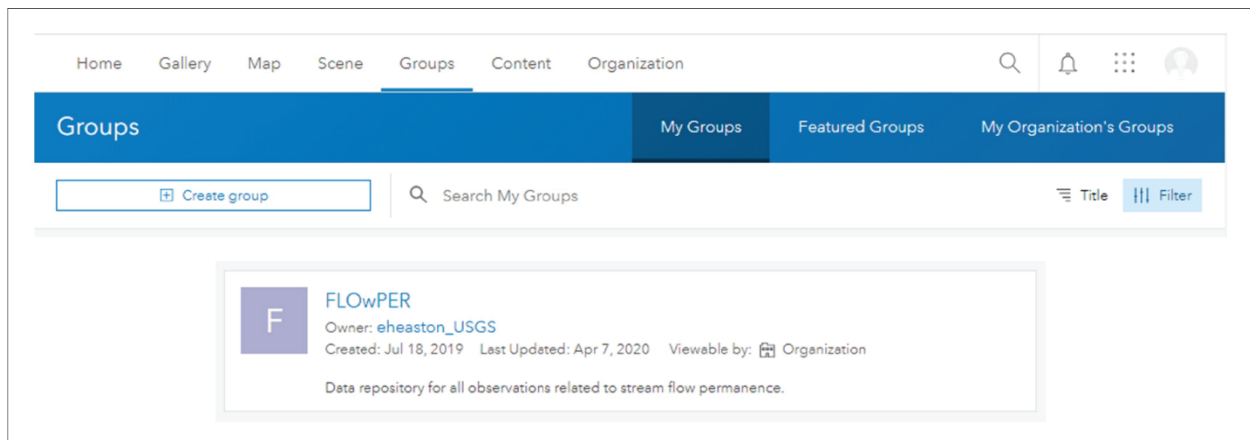 Home Gallery Map Scene Groups Content Organization
Groups My Groups Featured Groups My Organization's Groups
Create group Search My Groups Title Filter
F
FLOwPER
Owner: eheaston_USGS
Created: Jul 18, 2019 Last Updated: Apr 7, 2020 Viewable by: Organization
Data repository for all observations related to stream flow permanence.